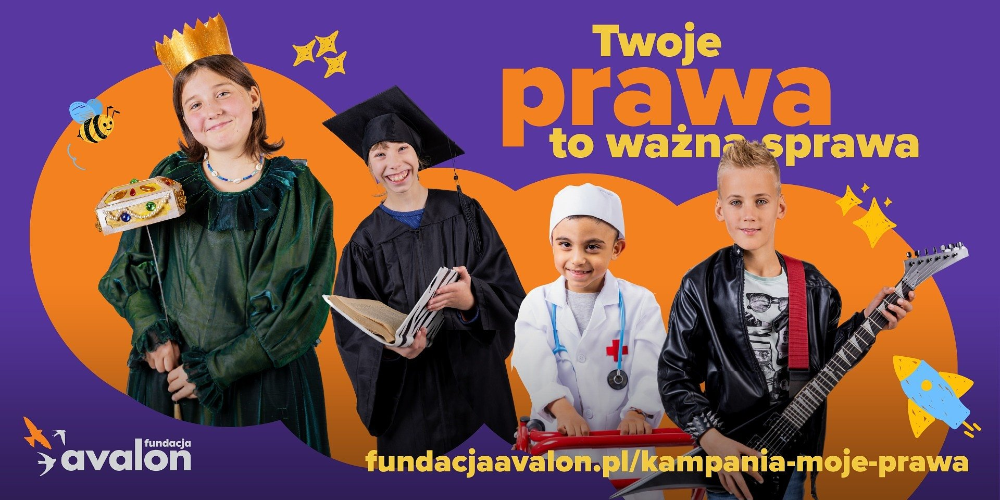 Twoje
prawa
to ważna sprawa
fundacja
avalon
fundacjaavalon.pl/kampania-moje-prawa